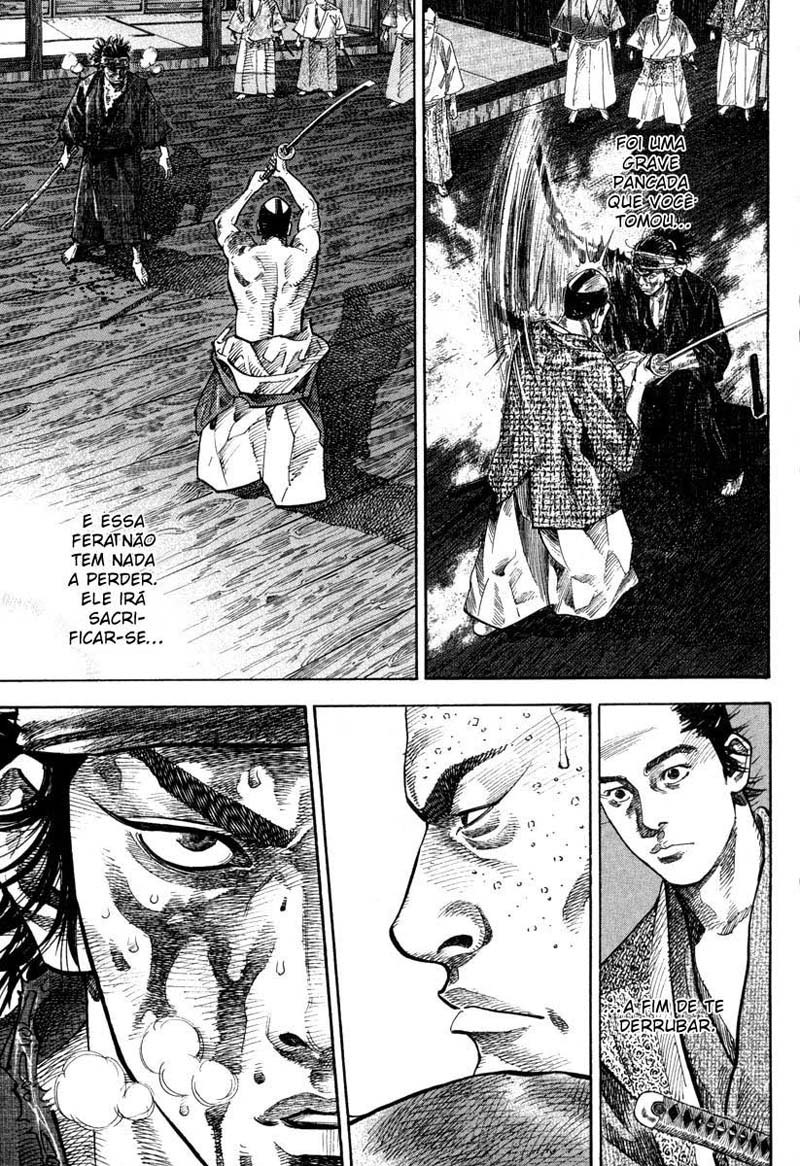 FOI UMA
GRAVE
PANCADA
QUE VOCÊ
TOMOU...
E ESSA
FERA NÃO
TEM NADA
A PERDER.
ELE IRÁ
SACRI-
FICAR-SE...
...A FIM DE TE
DERRUBAR.